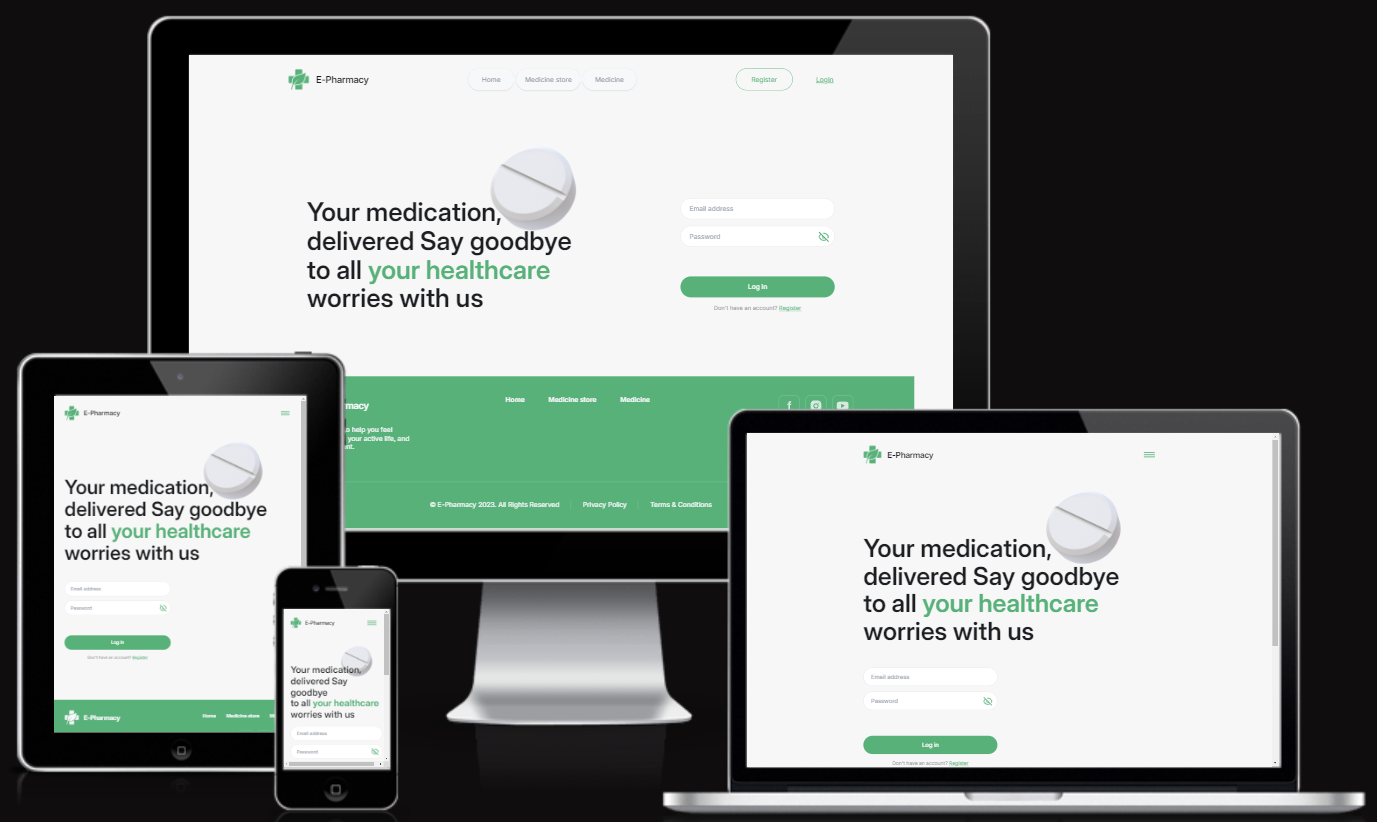 E-Pharmacy
Home
Medicine store
Medicine
Register
Login
Your medication,
delivered Say goodbye
to all your healthcare
worries with us
Email address
Password
Log in
Don't have an account? Register
macy
Home
Medicine store
Medicine
to help you feel
your active life, and
© E-Pharmacy 2023. All Rights Reserved
Privacy Policy
Terms & Conditions
E-Pharmacy
Your medication,
delivered Say goodbye
to all your healthcare
worries with us
Email address
Password
Log in
Don't have an account? Register
E-Pharmacy
Home
Medicine store
E-Pharmacy
Your medication,
delivered Say
goodbye
to all your healthcare
worries with us
Email address
Password
E-Pharmacy
Your medication,
delivered Say goodbye
to all your healthcare
worries with us
Email address
Password
Log in
Don't have an account? Register